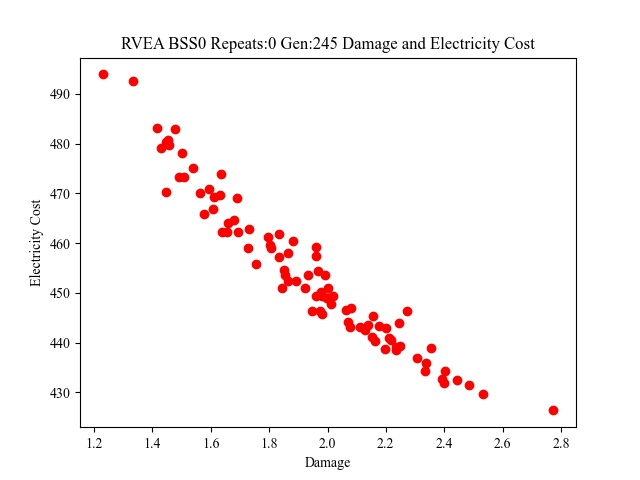 RVEA BSS0 Repeats:0 Gen:245 Damage and Electricity Cost
490
480
470
460
450
440
430
Electricity Cost
1.2 1.4 1.6 1.8 2.0 2.2 2.4 2.6 2.8
Damage